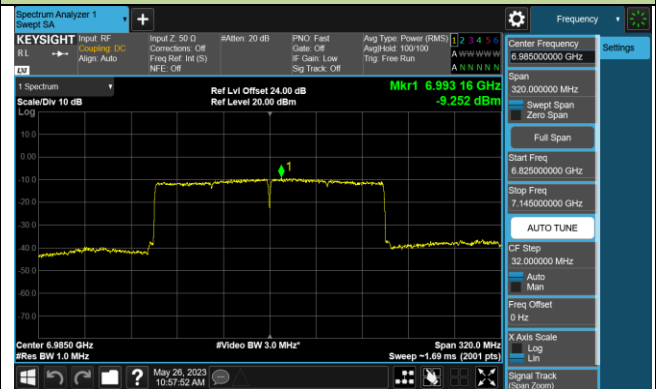 Spectrum Analyzer 1
Swept SA
Frequency
KEYSIGHT
RL
LXI
Input: RF
Coupling: DC
Align: Auto
Input Z: 50 Ω
Corrections: Off
Freq Ref: Int (S)
NFE: Off
#Atten: 20 dB
PNO: Fast
Gate: Off
IF Gain: Low
Sig Track: Off
Avg Type: Power (RMS)
Avg|Hold: 100/100
Trig: Free Run
1 2 3 4 5 6
A W W W W W
A N N N N N
1 Spectrum
Scale/Div 10 dB
Log
Ref Lvl Offset 24.00 dB
Ref Level 20.00 dBm
Mkr1 6.993 16 GHz
-9.252 dBm
10.0
0.00
-10.0
-20.0
-30.0
-40.0
-50.0
-60.0
-70.0
1
Center 6.9850 GHz
#Res BW 1.0 MHz
#Video BW 3.0 MHz*
Span 320.0 MHz
Sweep ~1.69 ms (2001 pts)
May 26, 2023
10:57:52 AM
Center Frequency
6.985000000 GHz
Settings
Span
320.000000 MHz
Swept Span
Zero Span
Full Span
Start Freq
6.825000000 GHz
Stop Freq
7.145000000 GHz
AUTO TUNE
CF Step
32.000000 MHz
Auto
Man
Freq Offset
0 Hz
X Axis Scale
Log
Lin
Signal Track
(Span Zoom)